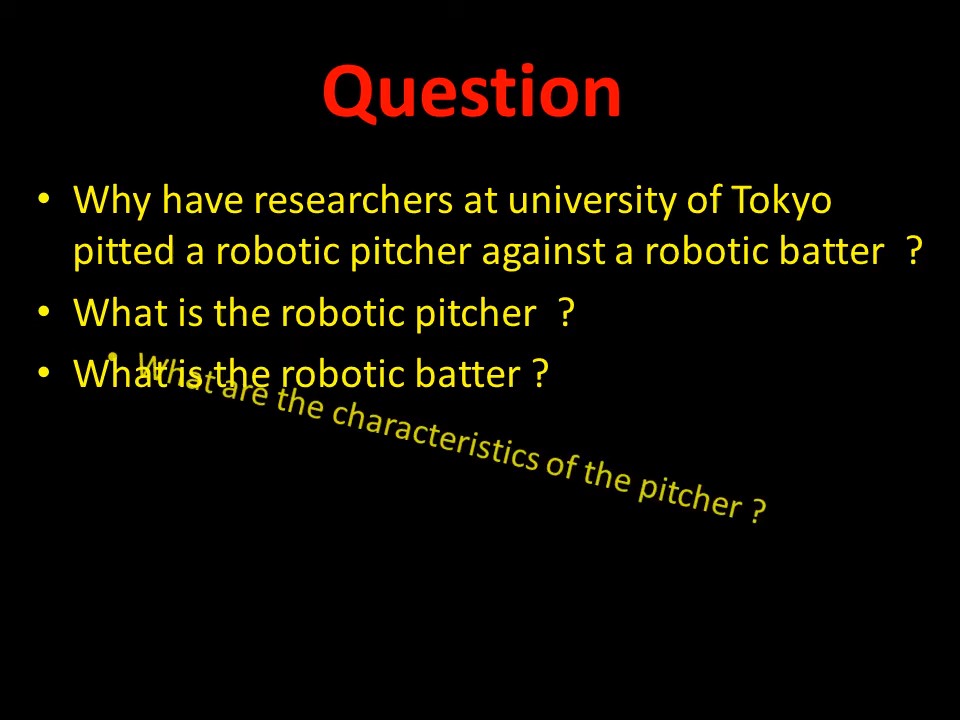 Question
• Why have researchers at university of Tokyo
pitted a robotic pitcher against a robotic batter ?
• What is the robotic pitcher ?
• What is the robotic batter ?
• What are the characteristics of the pitcher ?